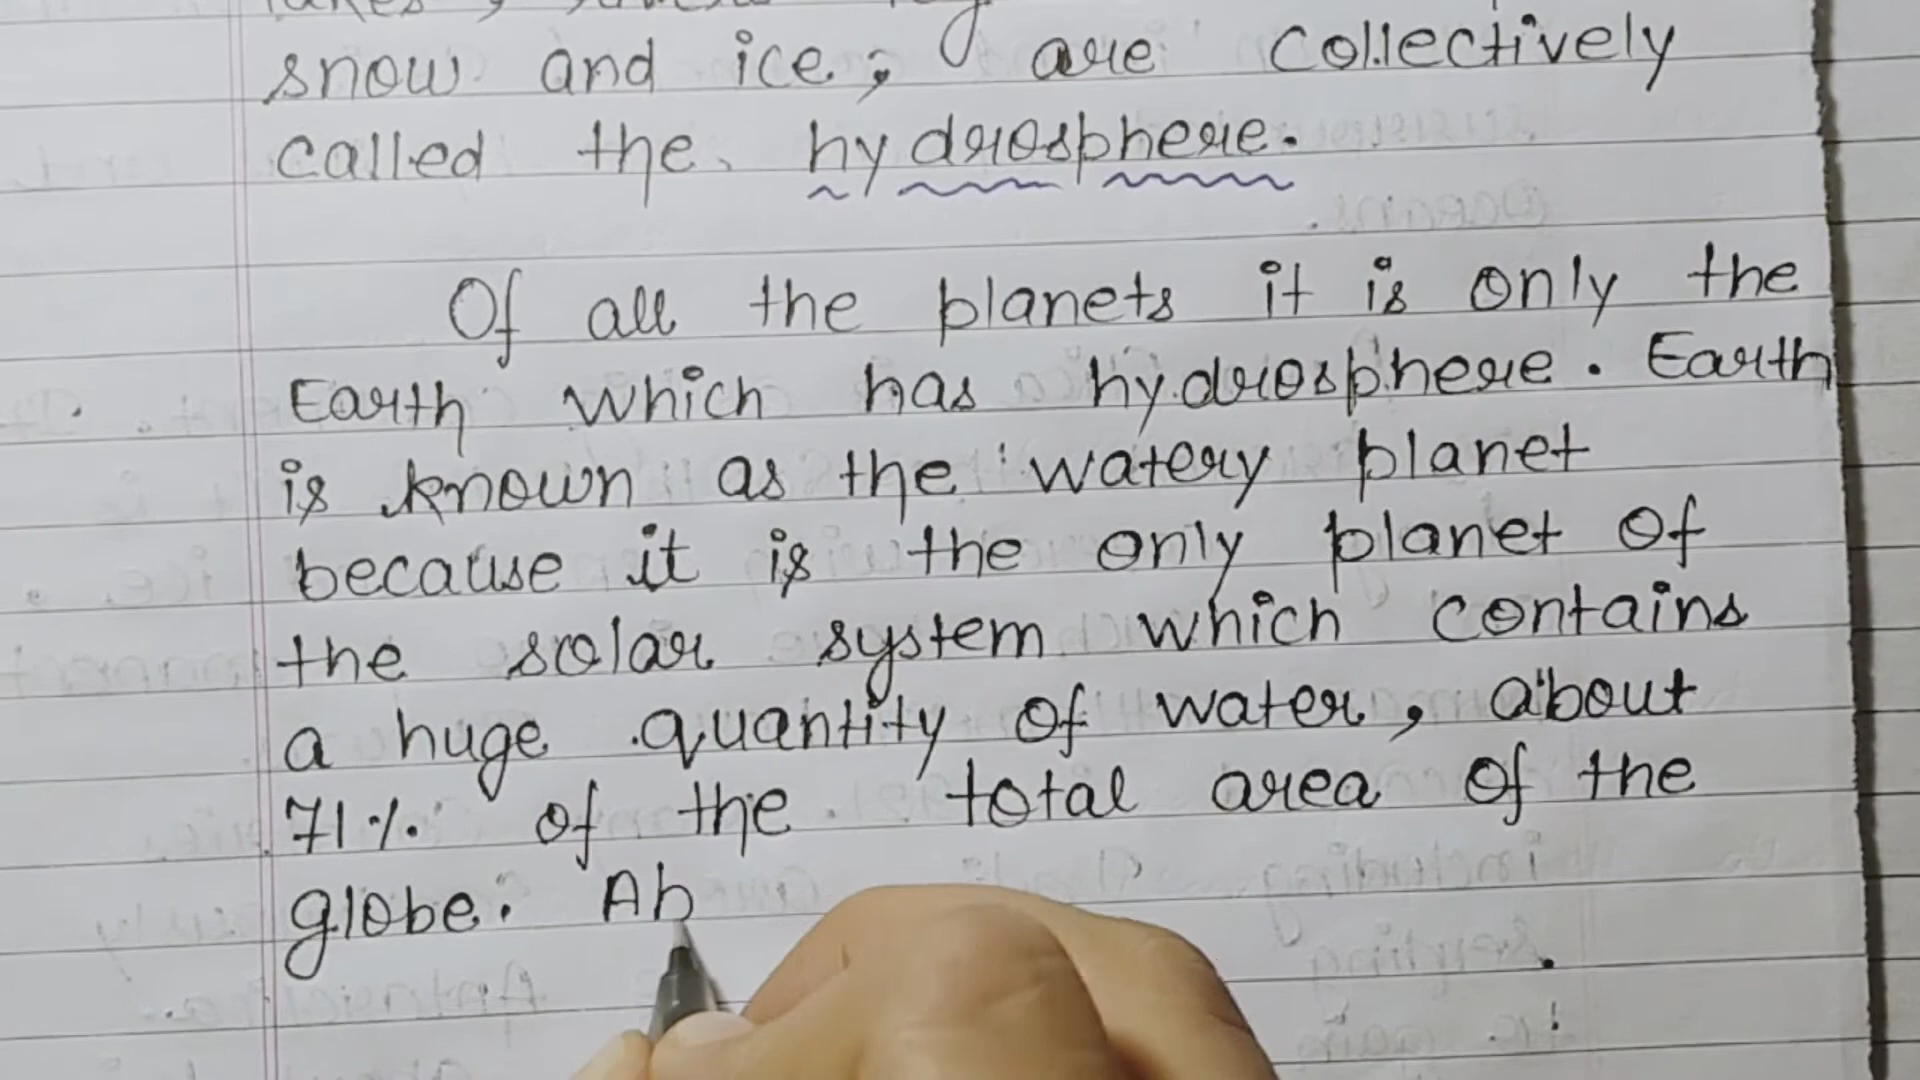 snow and ice, are collectively
called the hydrosphere.
Of all the planets it is only the
Earth which has hydrosphere. Earth
is known as the watery planet
because it is the only planet of
the solar system which contains
a huge quantity of water, about
71% of the total area of the
globe. Ab